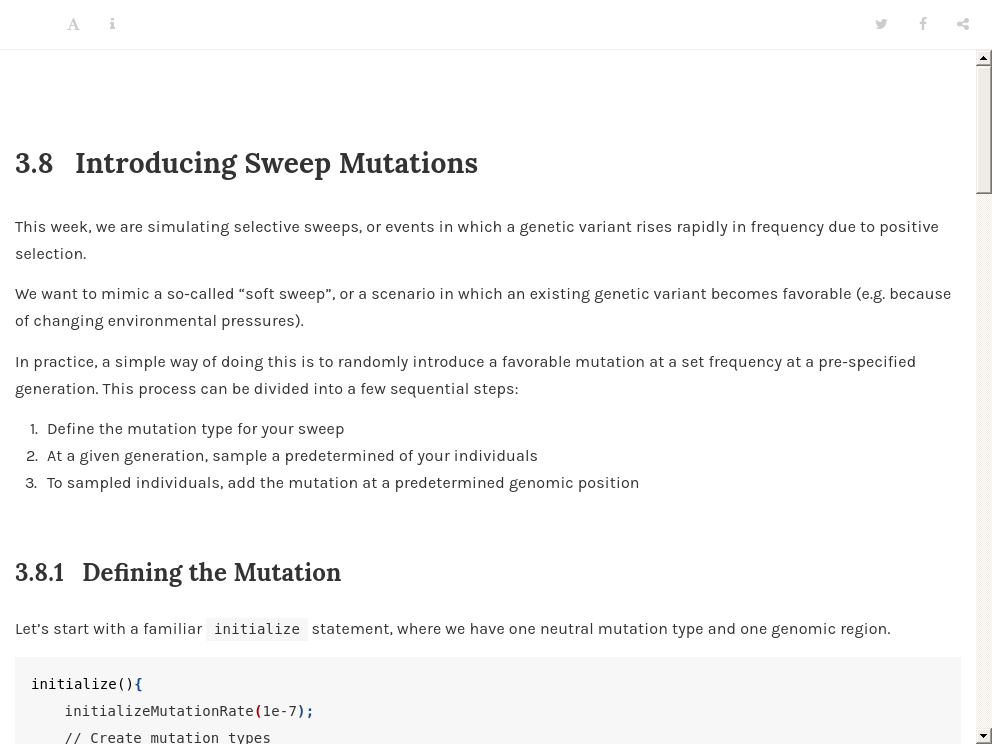 3.8 Introducing Sweep Mutations
This week, we are simulating selective sweeps, or events in which a genetic variant rises rapidly in frequency due to positive
selection.
We want to mimic a so-called “soft sweep”, or a scenario in which an existing genetic variant becomes favorable (e.g. because
of changing environmental pressures).
In practice, a simple way of doing this is to randomly introduce a favorable mutation at a set frequency at a pre-specified
generation. This process can be divided into a few sequential steps:
1. Define the mutation type for your sweep
2. At a given generation, sample a predetermined of your individuals
3. To sampled individuals, add the mutation at a predetermined genomic position
3.8.1 Defining the Mutation
Let’s start with a familiar initialize statement, where we have one neutral mutation type and one genomic region.
initialize(){
initializeMutationRate(1e-7);
// Create mutation types